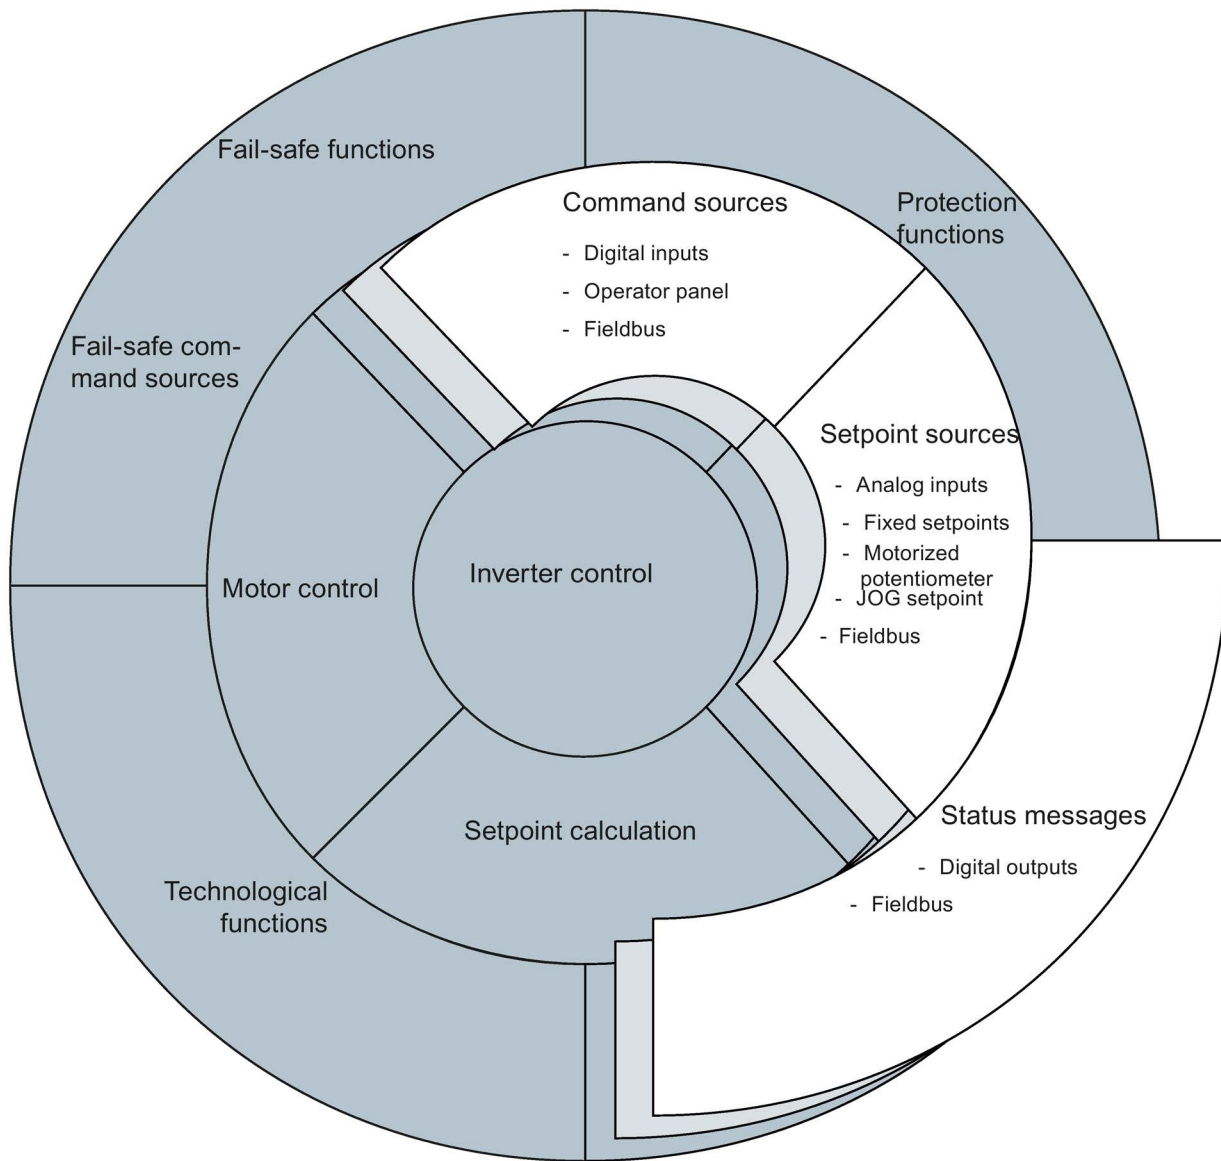 Fail-safe functions
Command sources
- Digital inputs
- Operator panel
- Fieldbus
Protection
functions
Fail-safe com-
mand sources
Setpoint sources
- Analog inputs
- Fixed setpoints
- Motorized
potentiometer
- JOG setpoint
- Fieldbus
Motor control
Inverter control
Setpoint calculation
Status messages
- Digital outputs
- Fieldbus
Technological
functions